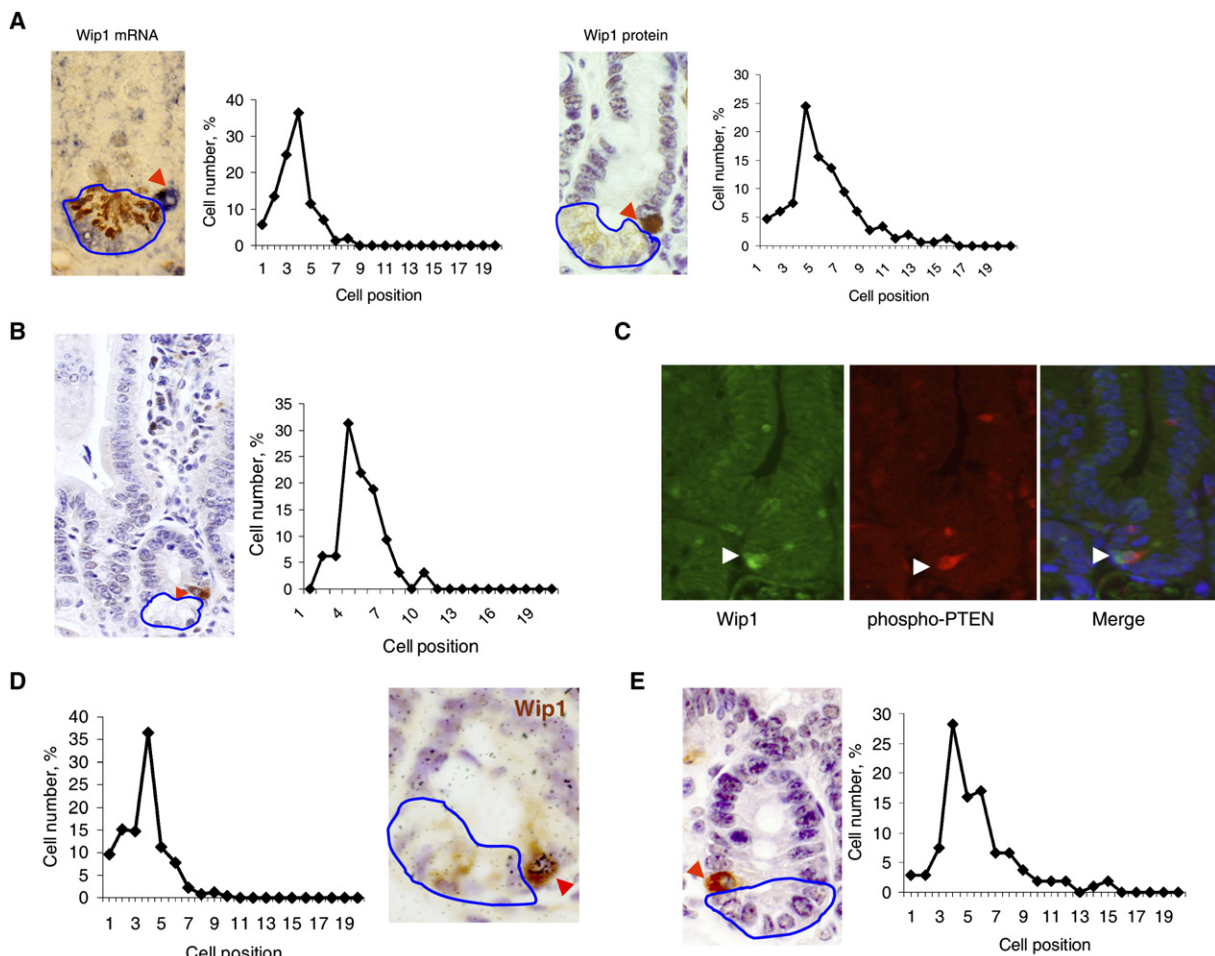 A
Wip1 mRNA
Cell number, %
40
30
20
10
0
1 3 5 7 9 11 13 15 17 19
Cell position
Wip1 protein
Cell number, %
30
25
20
15
10
5
0
1 3 5 7 9 11 13 15 17 19
Cell position
B
Cell number, %
35
30
25
20
15
10
5
0
1 4 7 10 13 16 19
Cell position
C
Wip1 phospho-PTEN Merge
D
Cell number, %
40
35
30
25
20
15
10
5
0
1 3 5 7 9 11 13 15 17 19
Cell position
Wip1
E
Cell number, %
30
25
20
15
10
5
0
1 3 5 7 9 11 13 15 17 19
Cell position